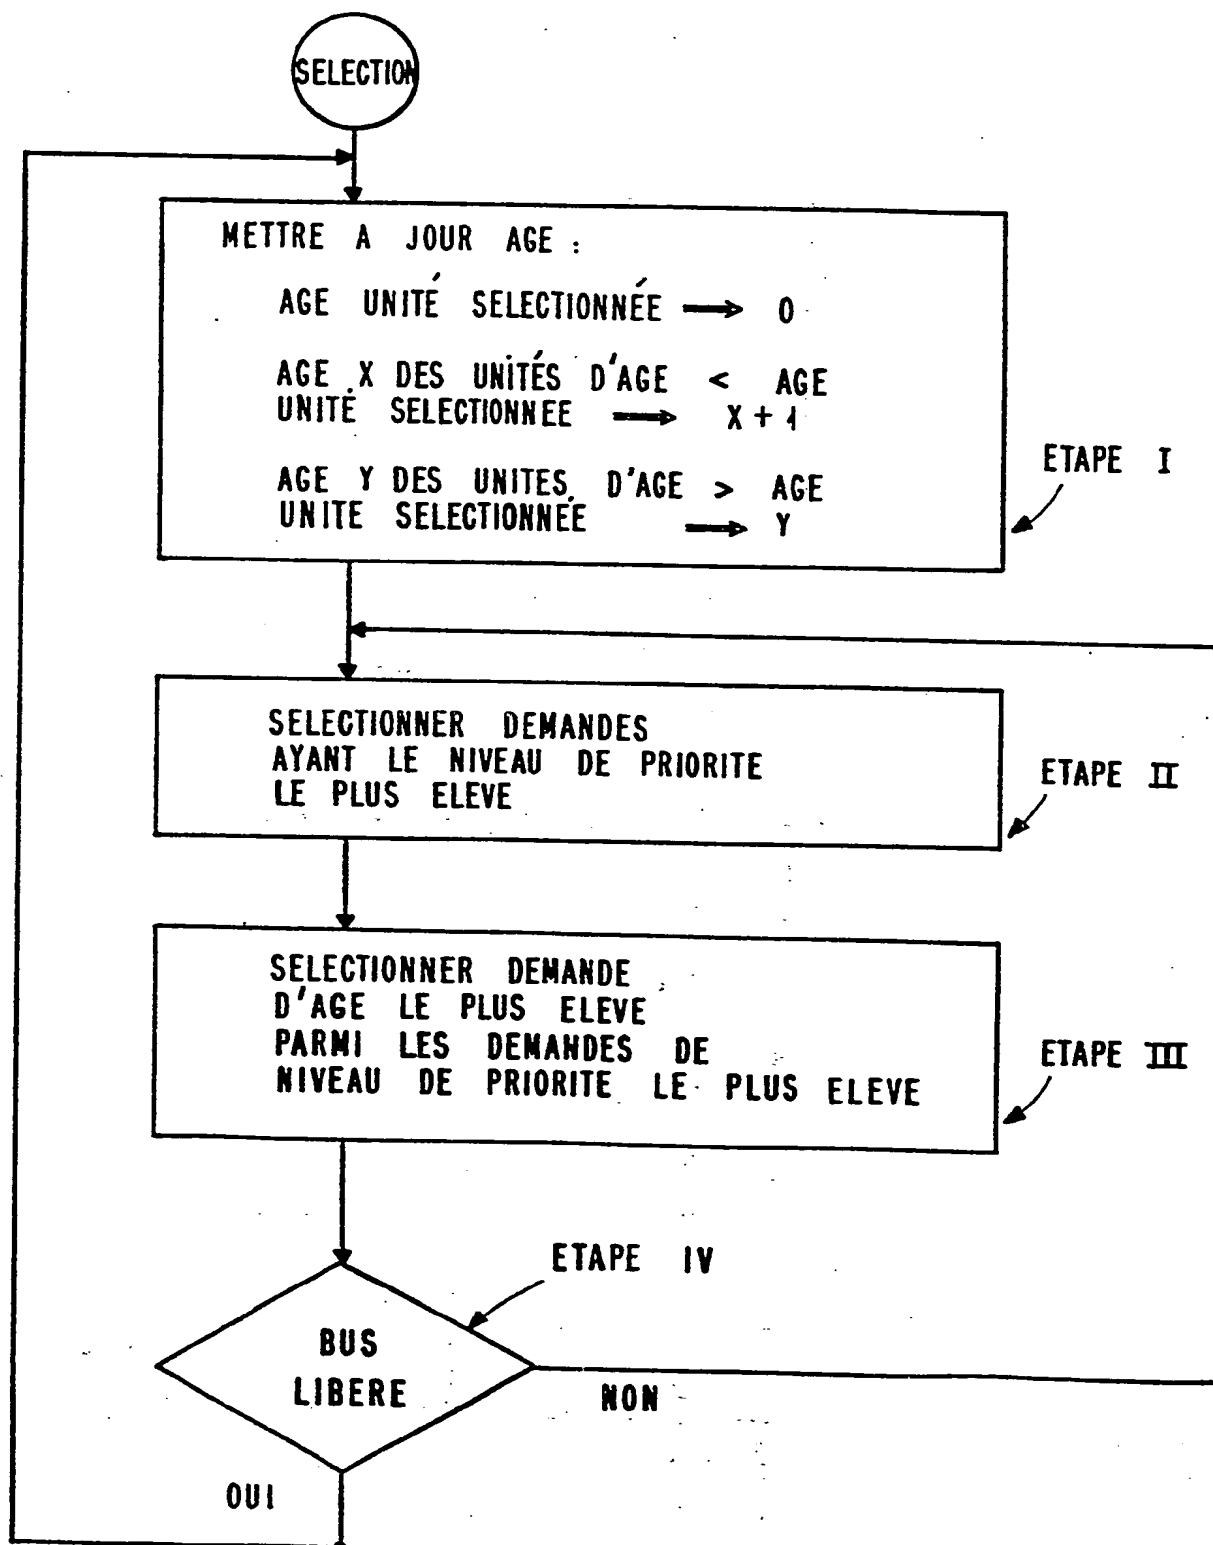 SELECTION
METTRE A JOUR AGE :
AGE UNITÉ SELECTIONNÉE ⟶ 0
AGE X DES UNITÉS D'AGE < AGE
UNITÉ SELECTIONNEE ⟶ X + 1
AGE Y DES UNITES D'AGE > AGE
UNITE SELECTIONNÉE ⟶ Y
ETAPE I
SELECTIONNER DEMANDES
AYANT LE NIVEAU DE PRIORITE
LE PLUS ELEVE
ETAPE II
SELECTIONNER DEMANDE
D'AGE LE PLUS ELEVE
PARMI LES DEMANDES DE
NIVEAU DE PRIORITE LE PLUS ELEVE
ETAPE III
ETAPE IV
BUS
LIBERE
NON
OUI